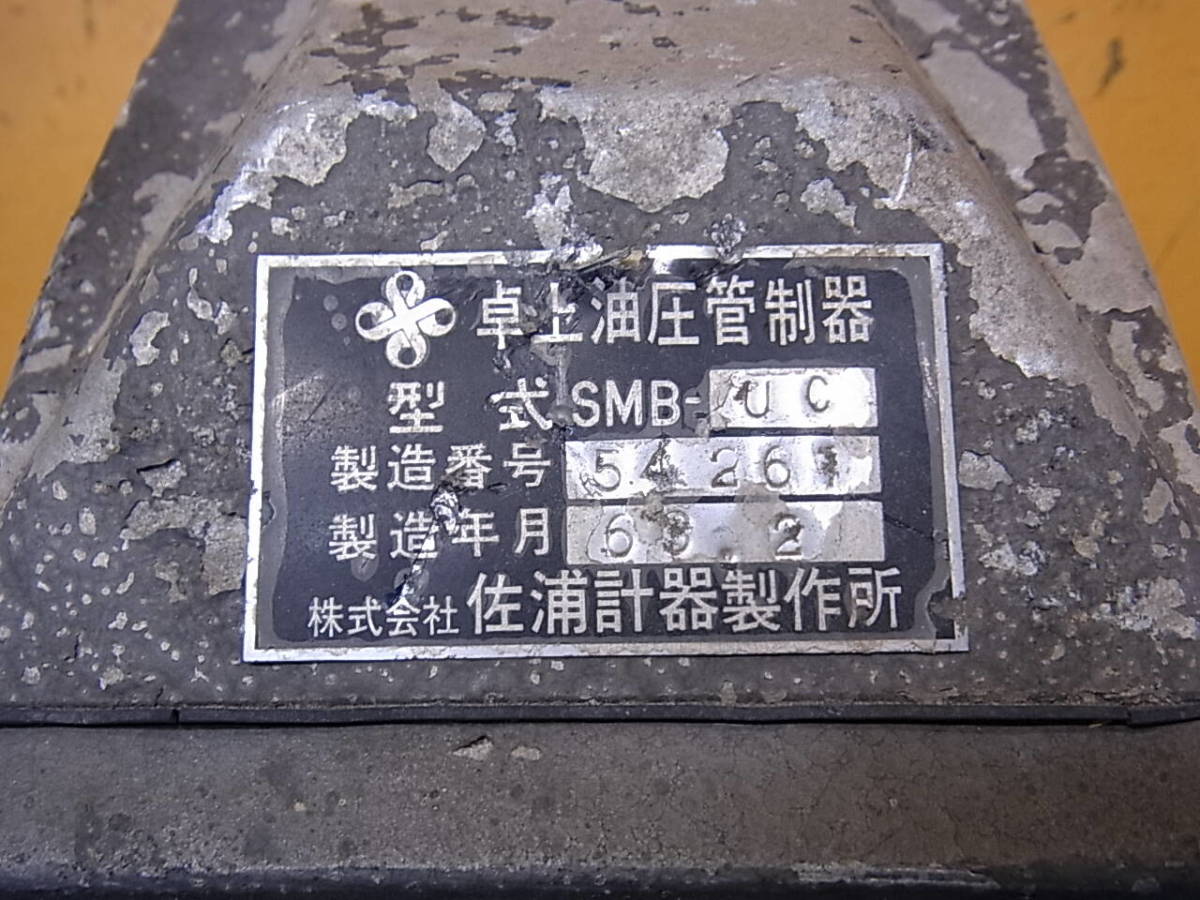 卓上油圧管制器
型式 SMB-UC
製造番号
製造年月
株式会社 佐浦計器製作所